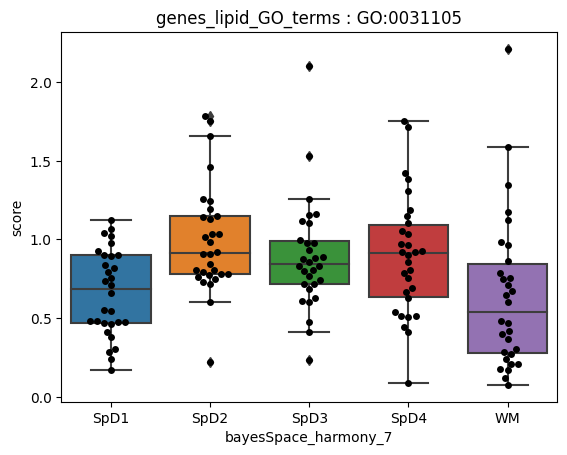 genes_lipid_GO_terms : GO:0031105
score
2.0
1.5
1.0
0.5
0.0
SpD1 SpD2 SpD3 SpD4 WM
bayesSpace_harmony_7